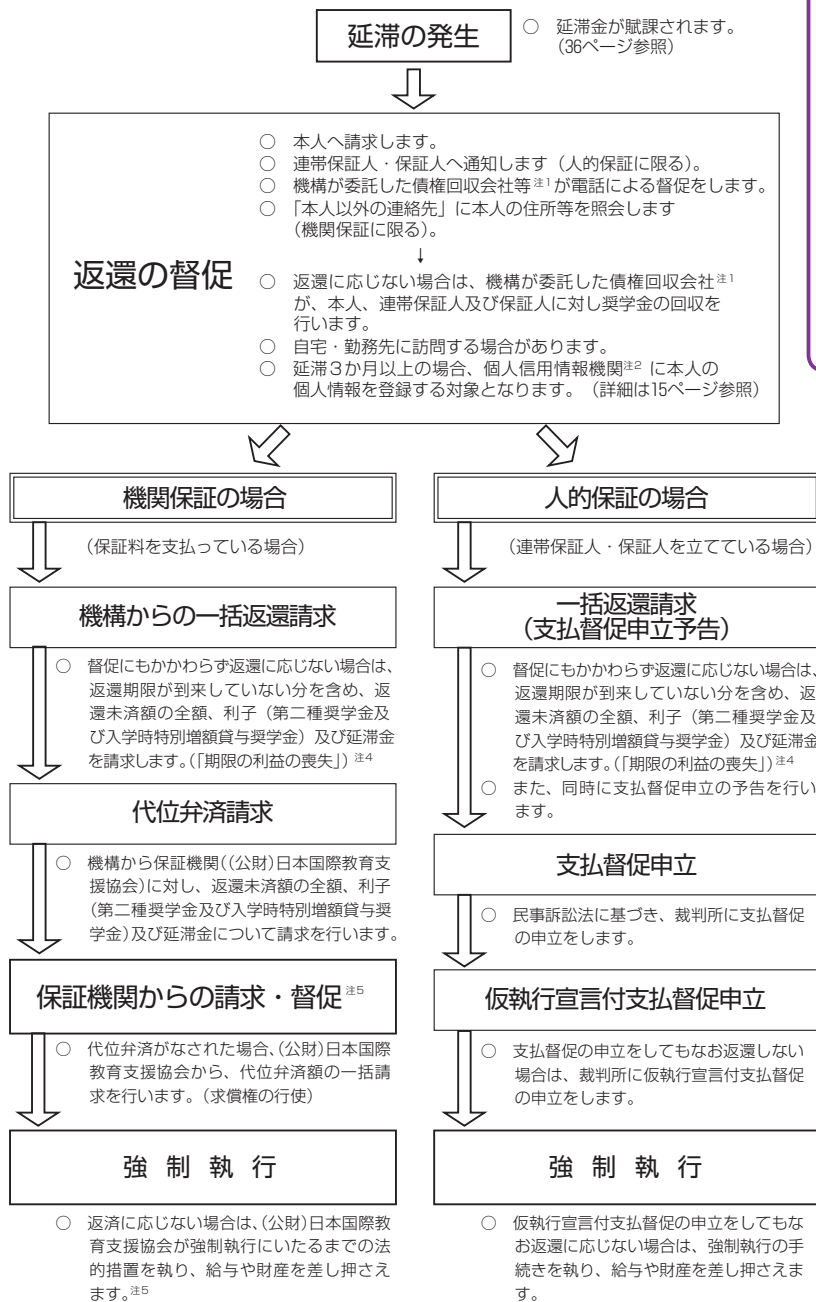 延滞の発生
○ 延滞金が賦課されます。
(36ページ参照)
返還の督促
○ 本人へ請求します。
○ 連帯保証人・保証人へ通知します(人的保証に限る)。
○ 機構が委託した債権回収会社等注1が電話による督促をします。
○ 「本人以外の連絡先」に本人の住所等を照会します
(機関保証に限る)。
↓
○ 返還に応じない場合は、機構が委託した債権回収会社注1
が、本人、連帯保証人及び保証人に対し奨学金の回収を
行います。
○ 自宅・勤務先に訪問する場合があります。
○ 延滞3か月以上の場合、個人信用情報機関注2 に本人の
個人情報を登録する対象となります。(詳細は15ページ参照)
機関保証の場合
(保証料を支払っている場合)
機構からの一括返還請求
○ 督促にもかかわらず返還に応じない場合は、
返還期限が到来していない分を含め、返
還未済額の全額、利子(第二種奨学金及
び入学時特別増額貸与奨学金)及び延滞金
を請求します。(「期限の利益の喪失」)注4
代位弁済請求
○ 機構から保証機関((公財)日本国際教育支
援協会)に対し、返還未済額の全額、利子
(第二種奨学金及び入学時特別増額貸与奨
学金)及び延滞金について請求を行います。
保証機関からの請求・督促注5
○ 代位弁済がなされた場合、(公財)日本国際
教育支援協会から、代位弁済額の一括請
求を行います。(求償権の行使)
強制執行
○ 返済に応じない場合は、(公財)日本国際教
育支援協会が強制執行にいたるまでの法
的措置を執り、給与や財産を差し押さえ
ます。注5
人的保証の場合
(連帯保証人・保証人を立てている場合)
一括返還請求
(支払督促申立予告)
○ 督促にもかかわらず返還に応じない場合は、
返還期限が到来していない分を含め、返
還未済額の全額、利子(第二種奨学金及
び入学時特別増額貸与奨学金)及び延滞金
を請求します。(「期限の利益の喪失」)注4
○ また、同時に支払督促申立の予告を行い
ます。
支払督促申立
○ 民事訴訟法に基づき、裁判所に支払督促
の申立をします。
仮執行宣言付支払督促申立
○ 支払督促の申立をしてもなお返還しない
場合は、裁判所に仮執行宣言付支払督促
の申立をします。
強制執行
○ 仮執行宣言付支払督促の申立をしてもな
お返還に応じない場合は、強制執行の手
続きを執り、給与や財産を差し押さえま
す。